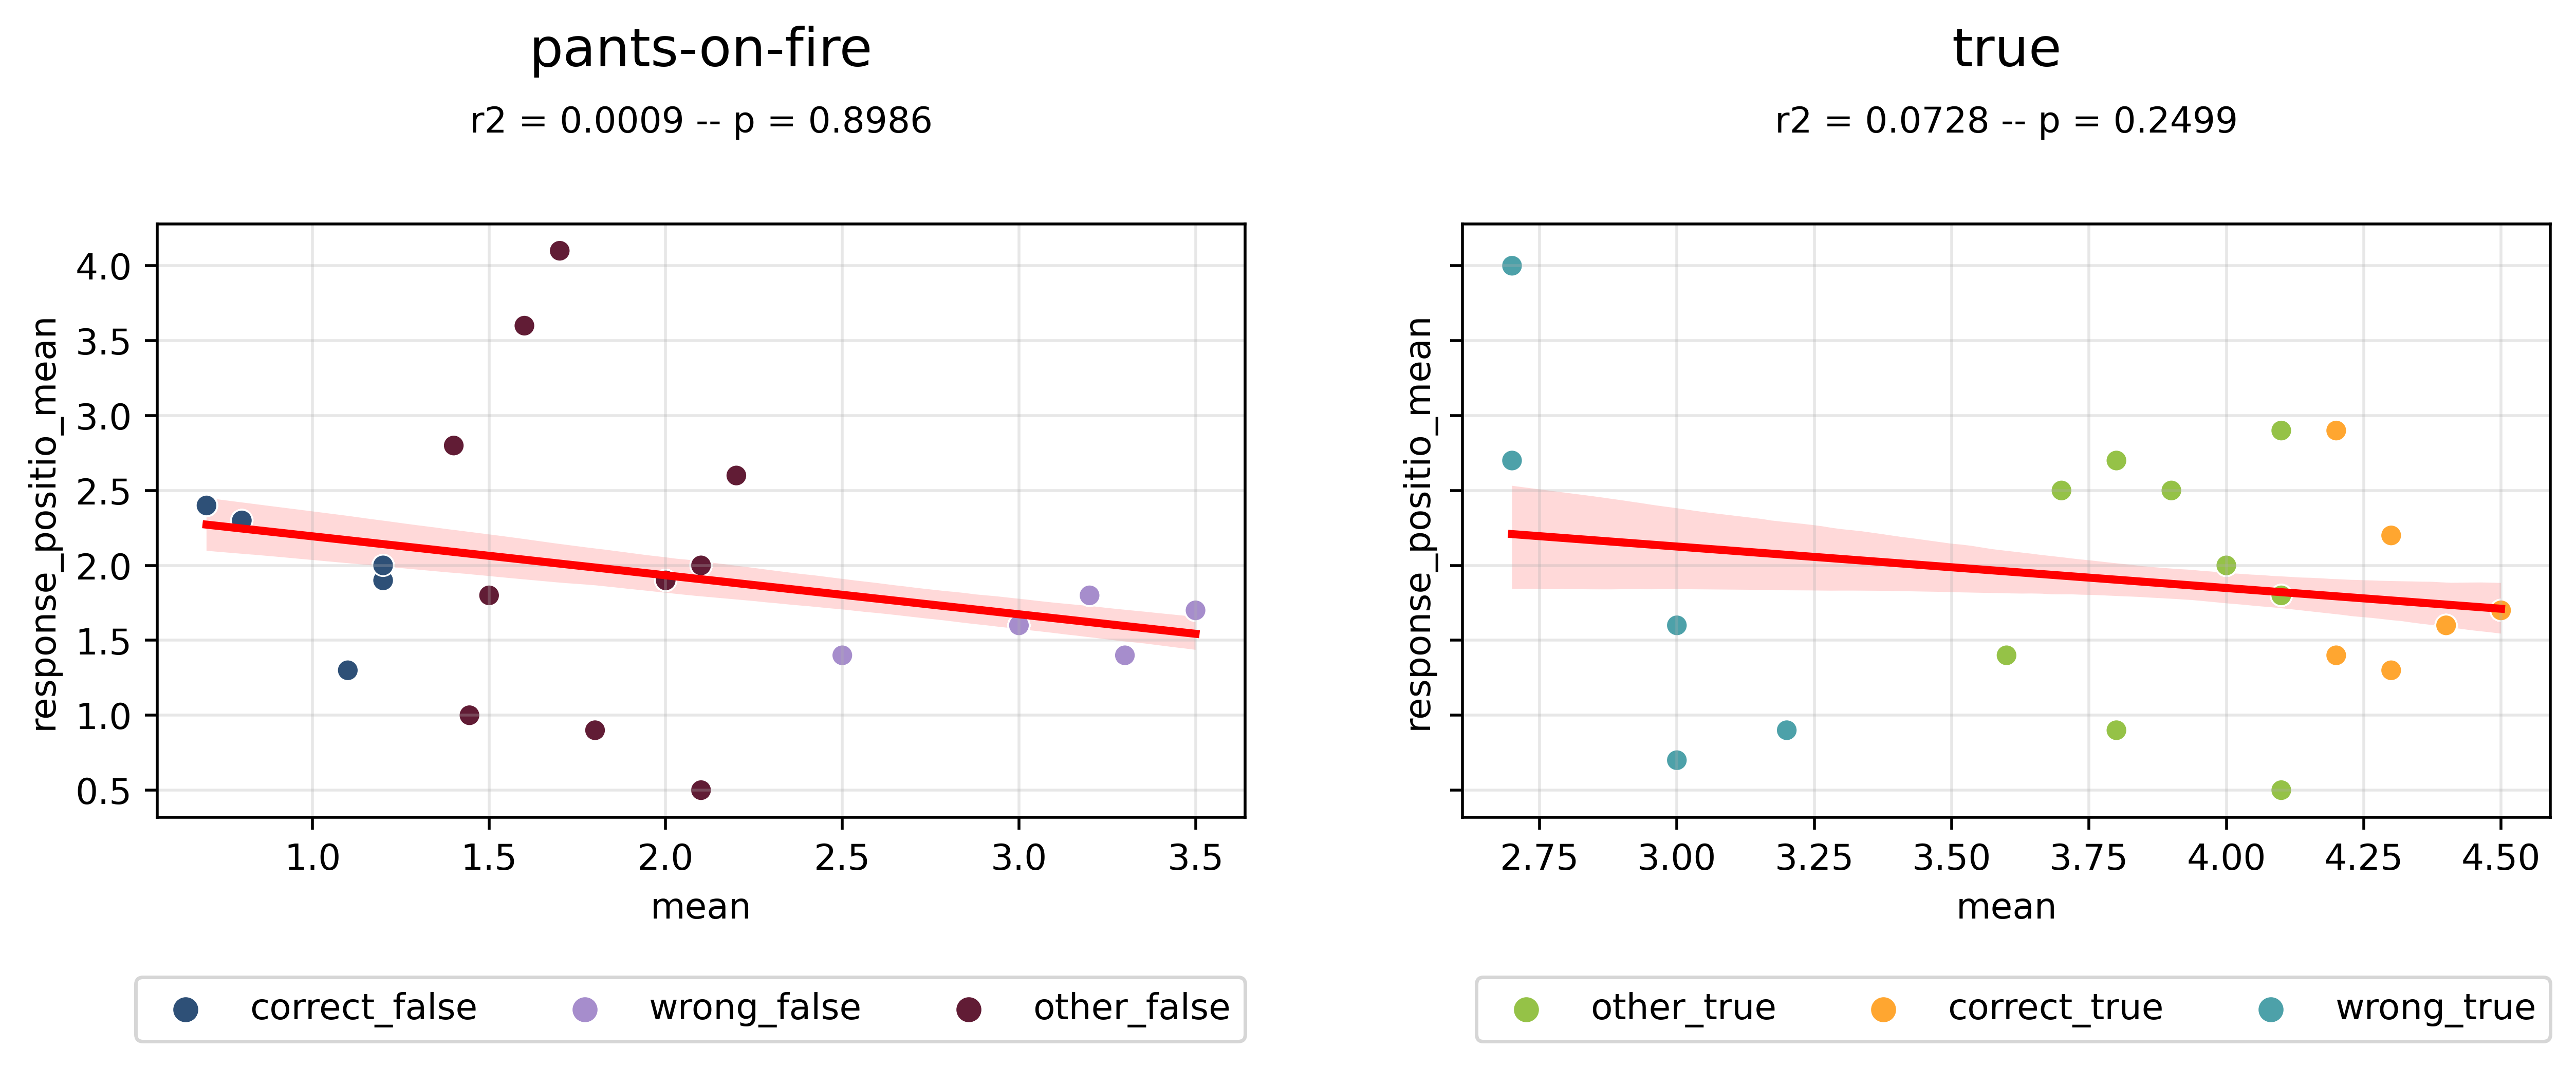 pants-on-fire
r2 = 0.0009 -- p = 0.8986
response_positio_mean
4.0
3.5
3.0
2.5
2.0
1.5
1.0
0.5
1.0 1.5 2.0 2.5 3.0 3.5
mean
correct_false wrong_false other_false
true
r2 = 0.0728 -- p = 0.2499
response_positio_mean
2.75 3.00 3.25 3.50 3.75 4.00 4.25 4.50
mean
other_true correct_true wrong_true